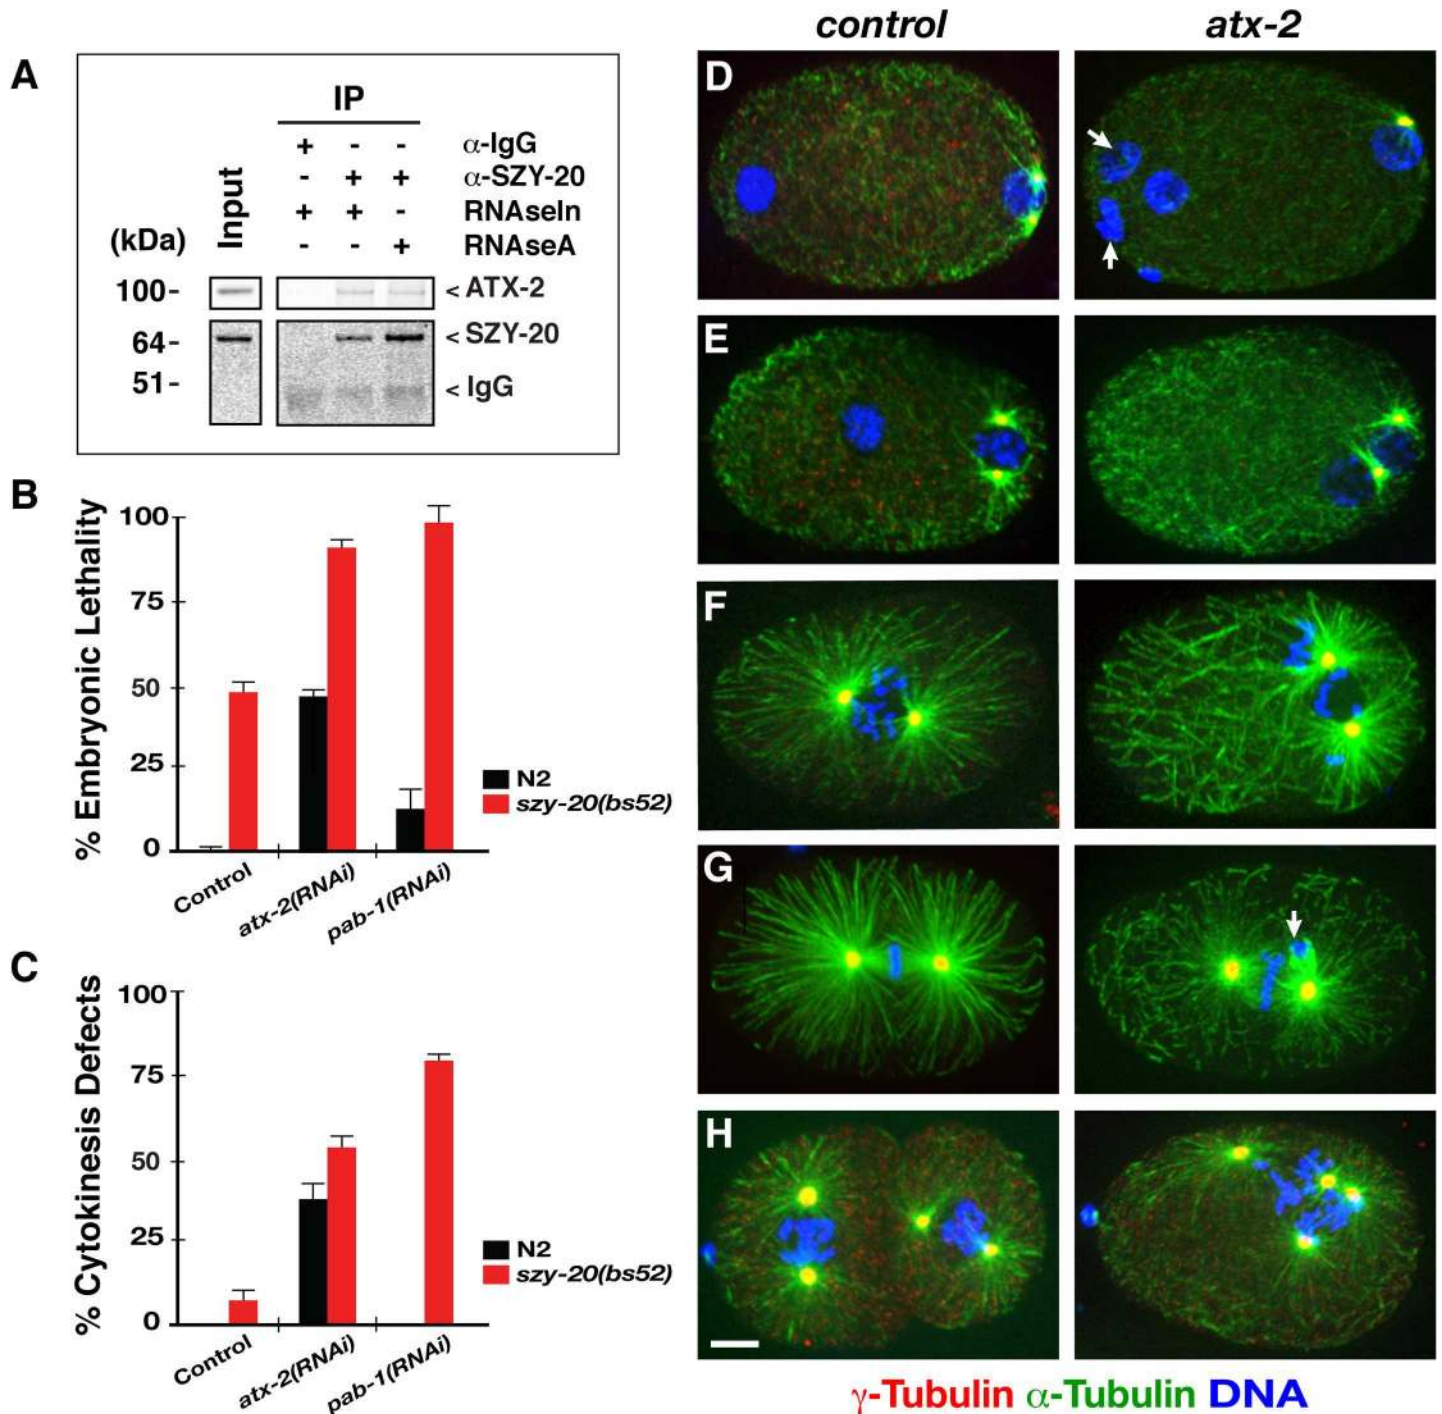 control
atx-2
A
IP
+ - - α-IgG
- + + α-SZY-20
+ + - RNAseIn
- - + RNAseA
(kDa)
Input
100-
< ATX-2
64-
< SZY-20
51-
< IgG
B
% Embryonic Lethality
100
75
50
25
0
Control
atx-2(RNAi)
pab-1(RNAi)
N2
szy-20(bs52)
C
% Cytokinesis Defects
100
75
50
25
0
Control
atx-2(RNAi)
pab-1(RNAi)
N2
szy-20(bs52)
D
E
F
G
H
γ-Tubulin α-Tubulin DNA